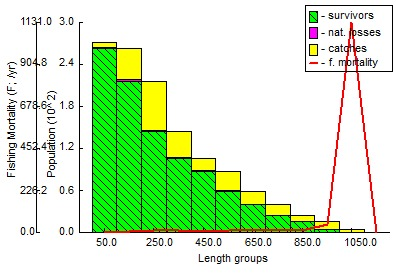 1134.0
3.0
904.8
2.4
678.6
1.8
452.4
1.2
226.2
0.6
0.0
0.0
Fishing Mortality (F; /yr)
Population (10^2)
- survivors
- nat. losses
- catches
- f. mortality
50.0 250.0 450.0 650.0 850.0 1050.0
Length groups